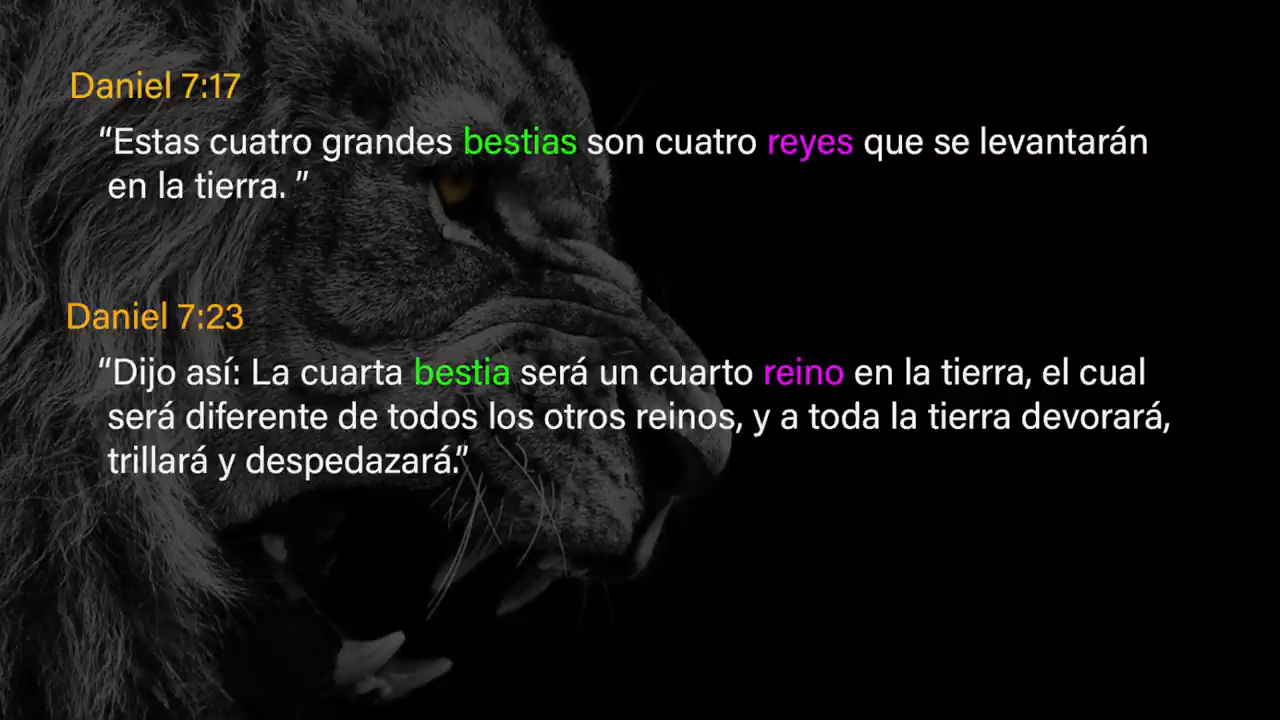 Daniel 7:17
“Estas cuatro grandes bestias son cuatro reyes que se levantarán
en la tierra. ”
Daniel 7:23
“Dijo así: La cuarta bestia será un cuarto reino en la tierra, el cual
será diferente de todos los otros reinos, y a toda la tierra devorará,
trillará y despedazará.”